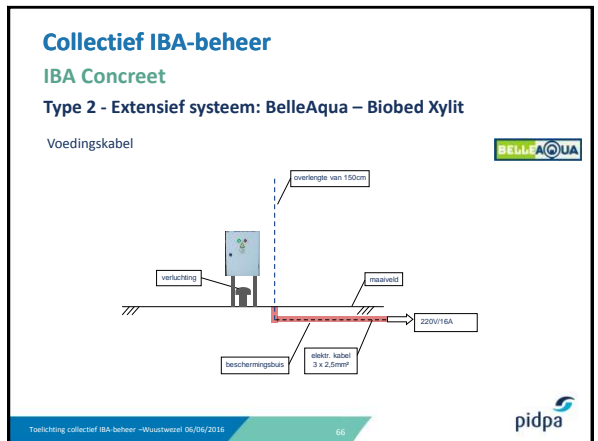 Collectief IBA-beheer
IBA Concreet
Type 2 - Extensief systeem: BelleAqua – Biobed Xylit
Voedingskabel
BELLEAQUA
overlengte van 150cm
verluchting
maaiveld
220V/16A
beschermingsbuis
elektr. kabel
3 x 2,5mm²
Toelichting collectief IBA-beheer –Wuustwezel 06/06/2016
66
pidpa